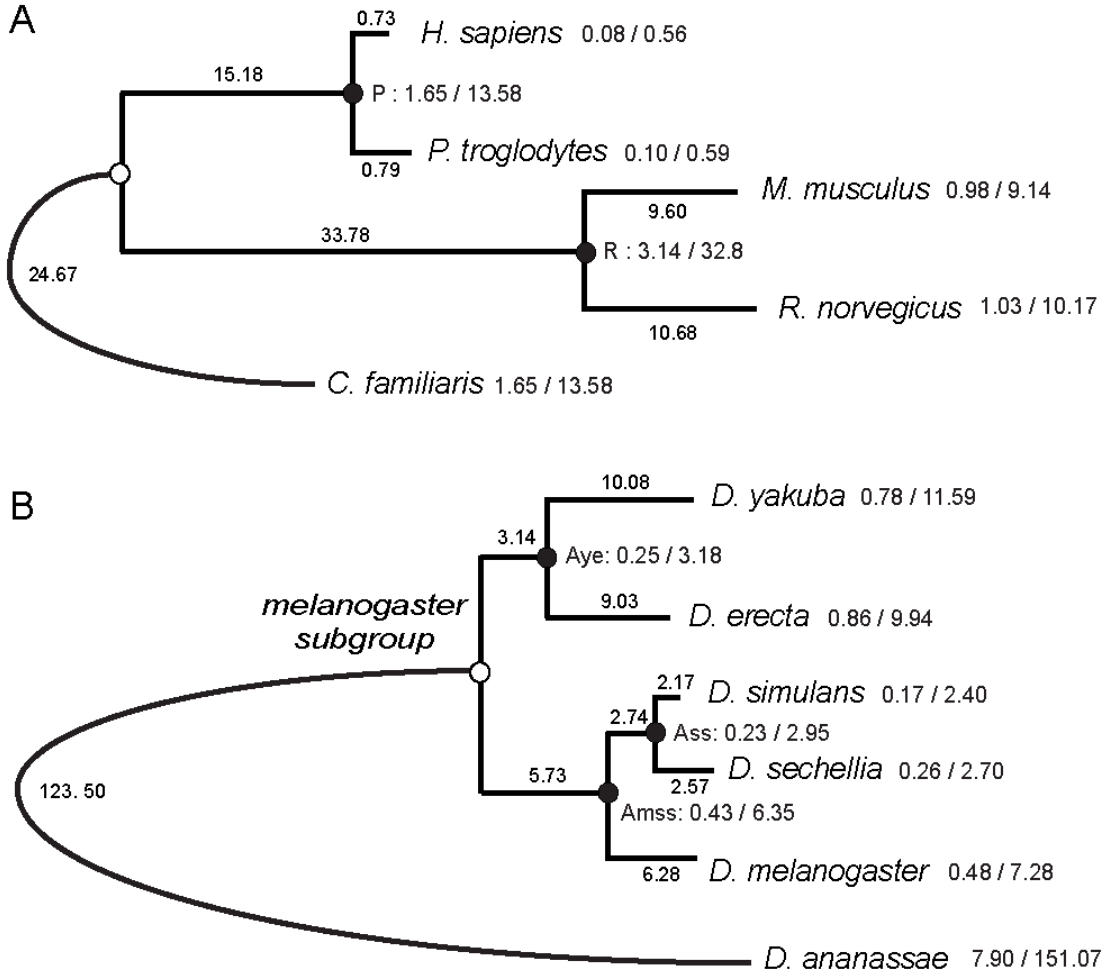 A
0.73
H. sapiens 0.08 / 0.56
15.18
P : 1.65 / 13.58
P. troglodytes 0.10 / 0.59
0.79
M. musculus 0.98 / 9.14
9.60
33.78
R : 3.14 / 32.8
24.67
R. norvegicus 1.03 / 10.17
10.68
C. familiaris 1.65 / 13.58
B
10.08
D. yakuba 0.78 / 11.59
3.14
Aye: 0.25 / 3.18
melanogaster
subgroup
9.03
D. erecta 0.86 / 9.94
2.17
D. simulans 0.17 / 2.40
2.74
Ass: 0.23 / 2.95
5.73
D. sechellia 0.26 / 2.70
2.57
123. 50
Amss: 0.43 / 6.35
6.28
D. melanogaster 0.48 / 7.28
D. ananassae 7.90 / 151.07